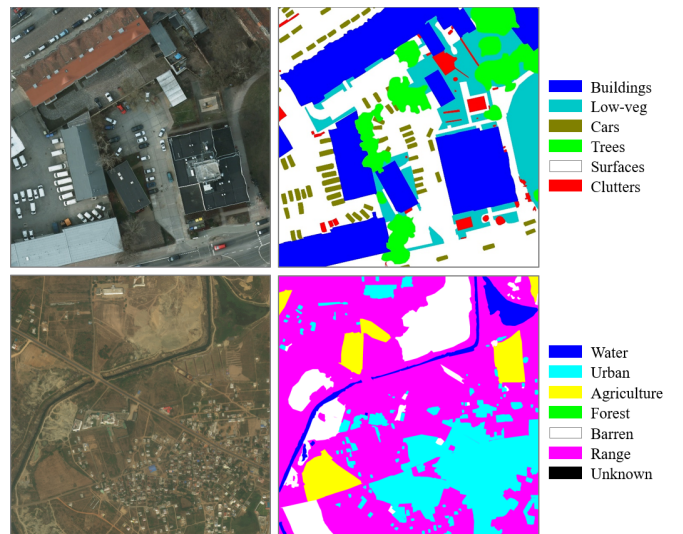 Buildings
Low-veg
Cars
Trees
Surfaces
Clutters
Water
Urban
Agriculture
Forest
Barren
Range
Unknown